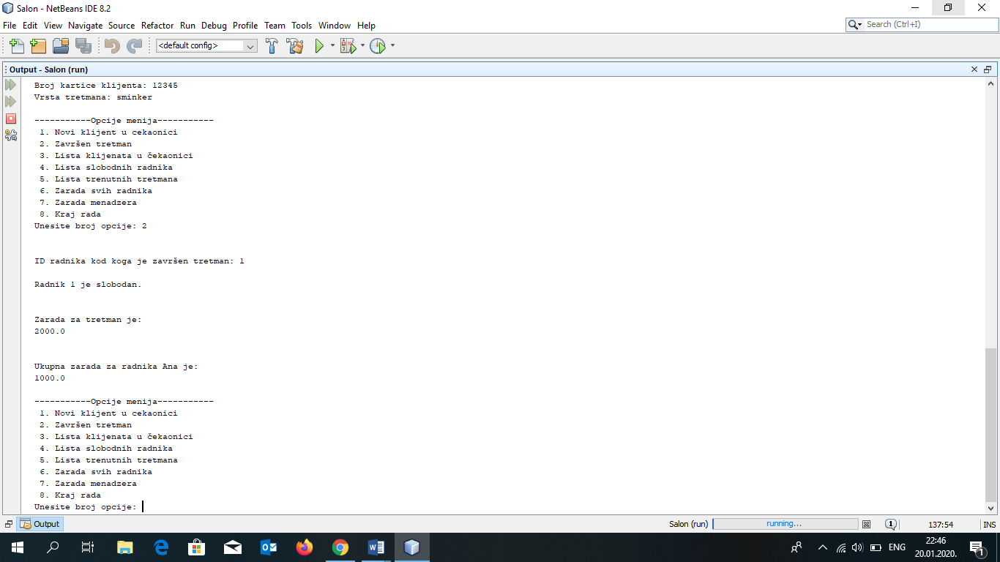 Salon - NetBeans IDE 8.2
File Edit View Navigate Source Refactor Run Debug Profile Team Tools Window Help
Search (Ctrl+I)
<default config>
Output - Salon (run)
Broj kartice klijenta: 12345
Vrsta tretmana: sminker
-----------Opcije menija-----------
1. Novi klijent u cekaonici
2. Završen tretman
3. Lista klijenata u čekaonici
4. Lista slobodnih radnika
5. Lista trenutnih tretmana
6. Zarada svih radnika
7. Zarada menadzera
8. Kraj rada
Unesite broj opcije: 2
ID radnika kod koga je završen tretman: 1
Radnik 1 je slobodan.
Zarada za tretman je:
2000.0
Ukupna zarada za radnika Ana je:
1000.0
-----------Opcije menija-----------
1. Novi klijent u cekaonici
2. Završen tretman
3. Lista klijenata u čekaonici
4. Lista slobodnih radnika
5. Lista trenutnih tretmana
6. Zarada svih radnika
7. Zarada menadzera
8. Kraj rada
Unesite broj opcije:
Output
Salon (run)
running...
1
137:54
INS
ENG
22:46
20.01.2020.
1